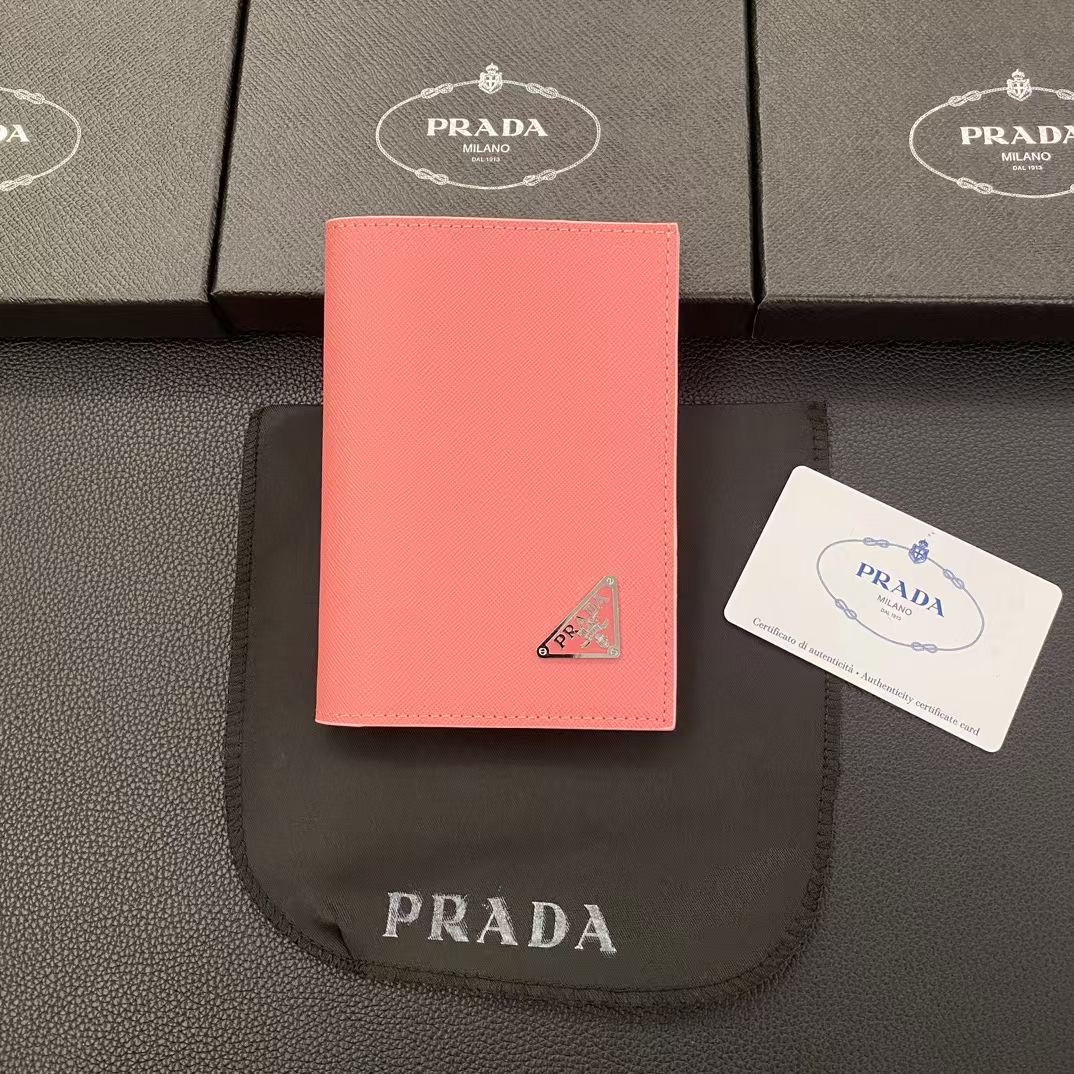 DA
PRADA
MILANO
DAL 1913
PRADA
MILANO
DAL 1913
PRADA
PRADA
MILANO
DAL 1913
Certificato di autenticità • Authenticity certificate card
PRADA